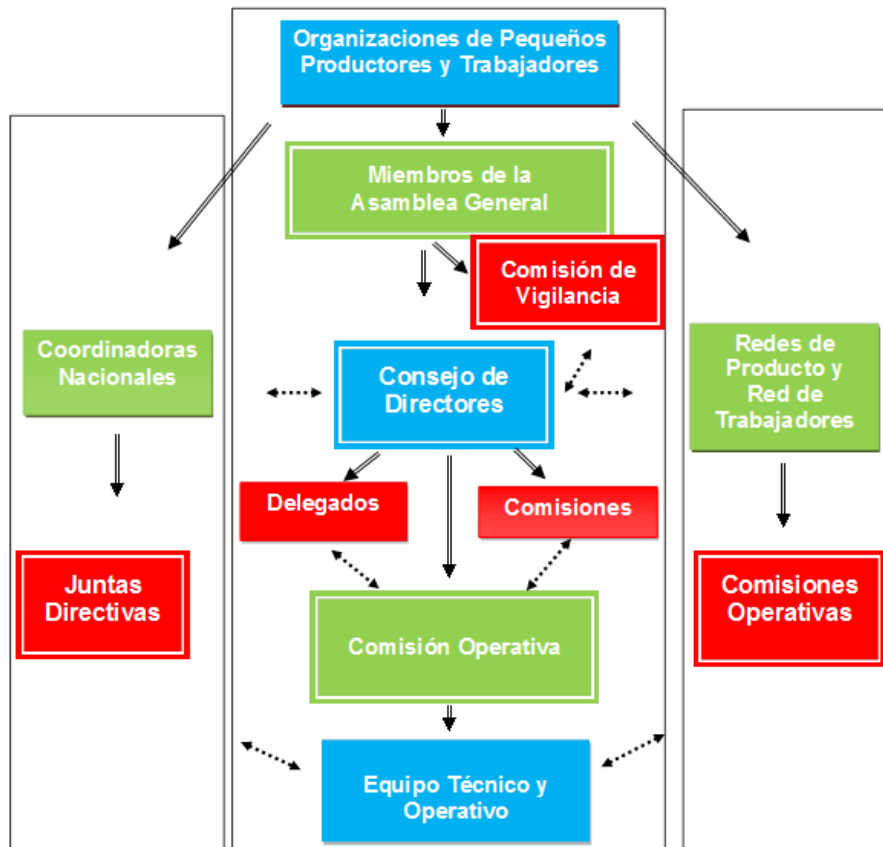 Organizaciones de Pequeños
Productores y Trabajadores
Miembros de la
Asamblea General
Comisión de
Vigilancia
Coordinadoras
Nacionales
Consejo de
Directores
Redes de
Producto y
Red de
Trabajadores
Delegados
Comisiones
Juntas
Directivas
Comisión Operativa
Comisiones
Operativas
Equipo Técnico y
Operativo